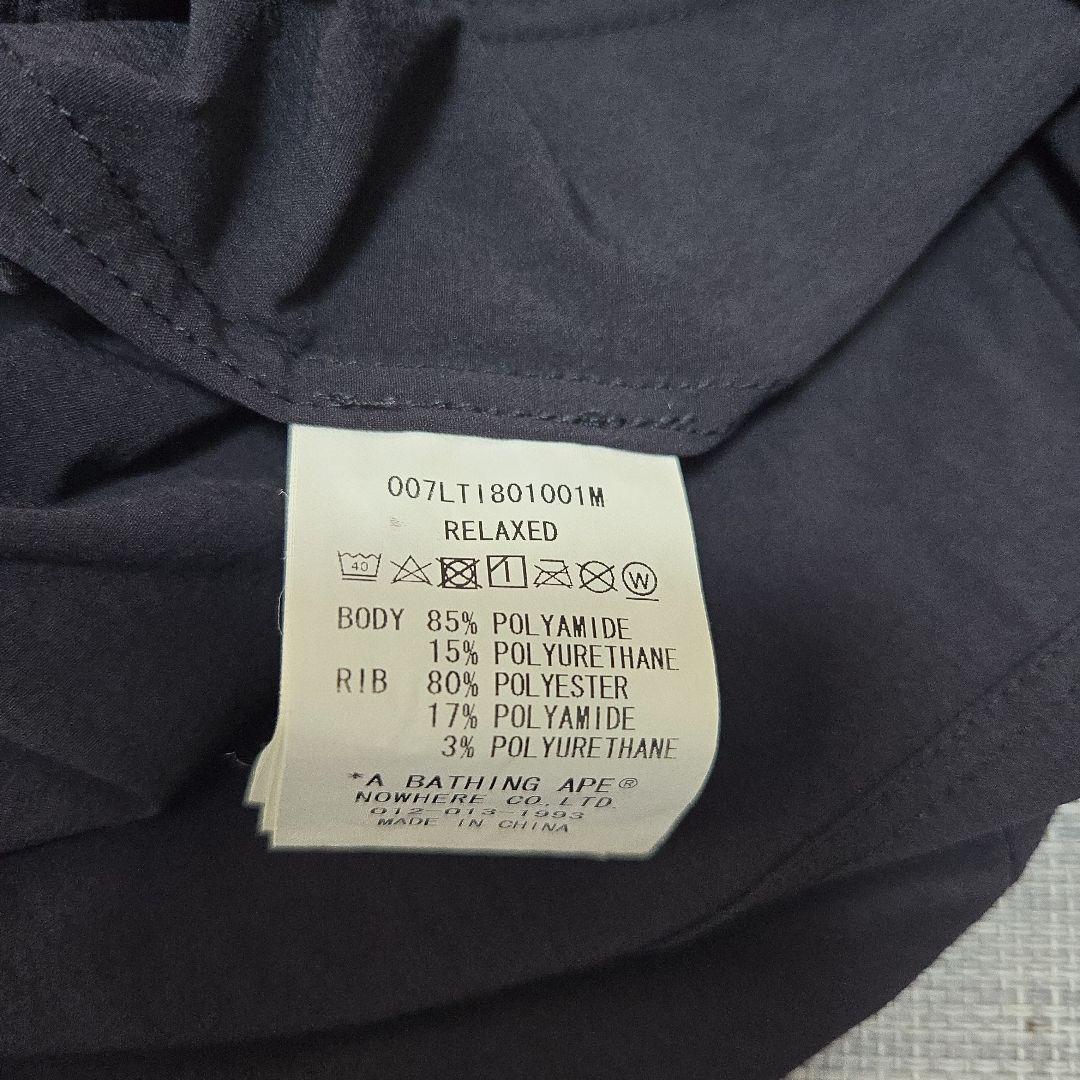 007LTI801001M
RELAXED
40 W
BODY 85% POLYAMIDE
15% POLYURETHANE
RIB 80% POLYESTER
17% POLYAMIDE
3% POLYURETHANE
*A BATHING APE®
NOWHERE CO.,LTD.
012-013-1993
MADE IN CHINA